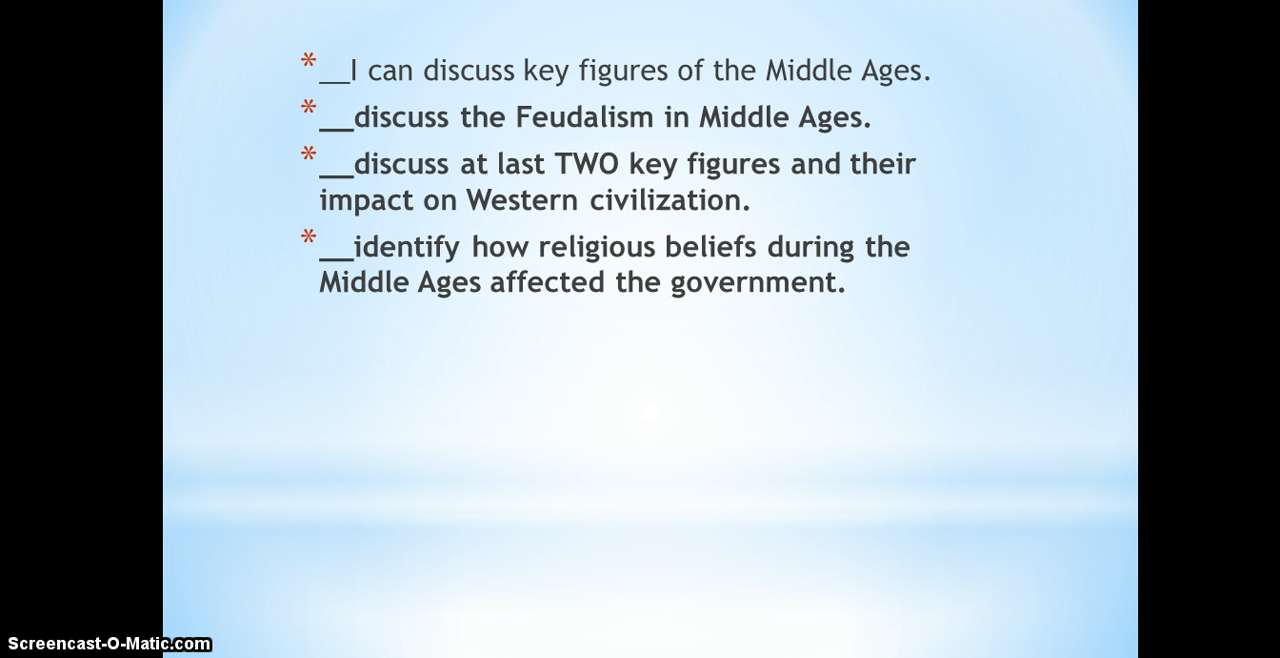 * __I can discuss key figures of the Middle Ages.
* __discuss the Feudalism in Middle Ages.
* __discuss at last TWO key figures and their
impact on Western civilization.
* __identify how religious beliefs during the
Middle Ages affected the government.
Screencast-O-Matic.com